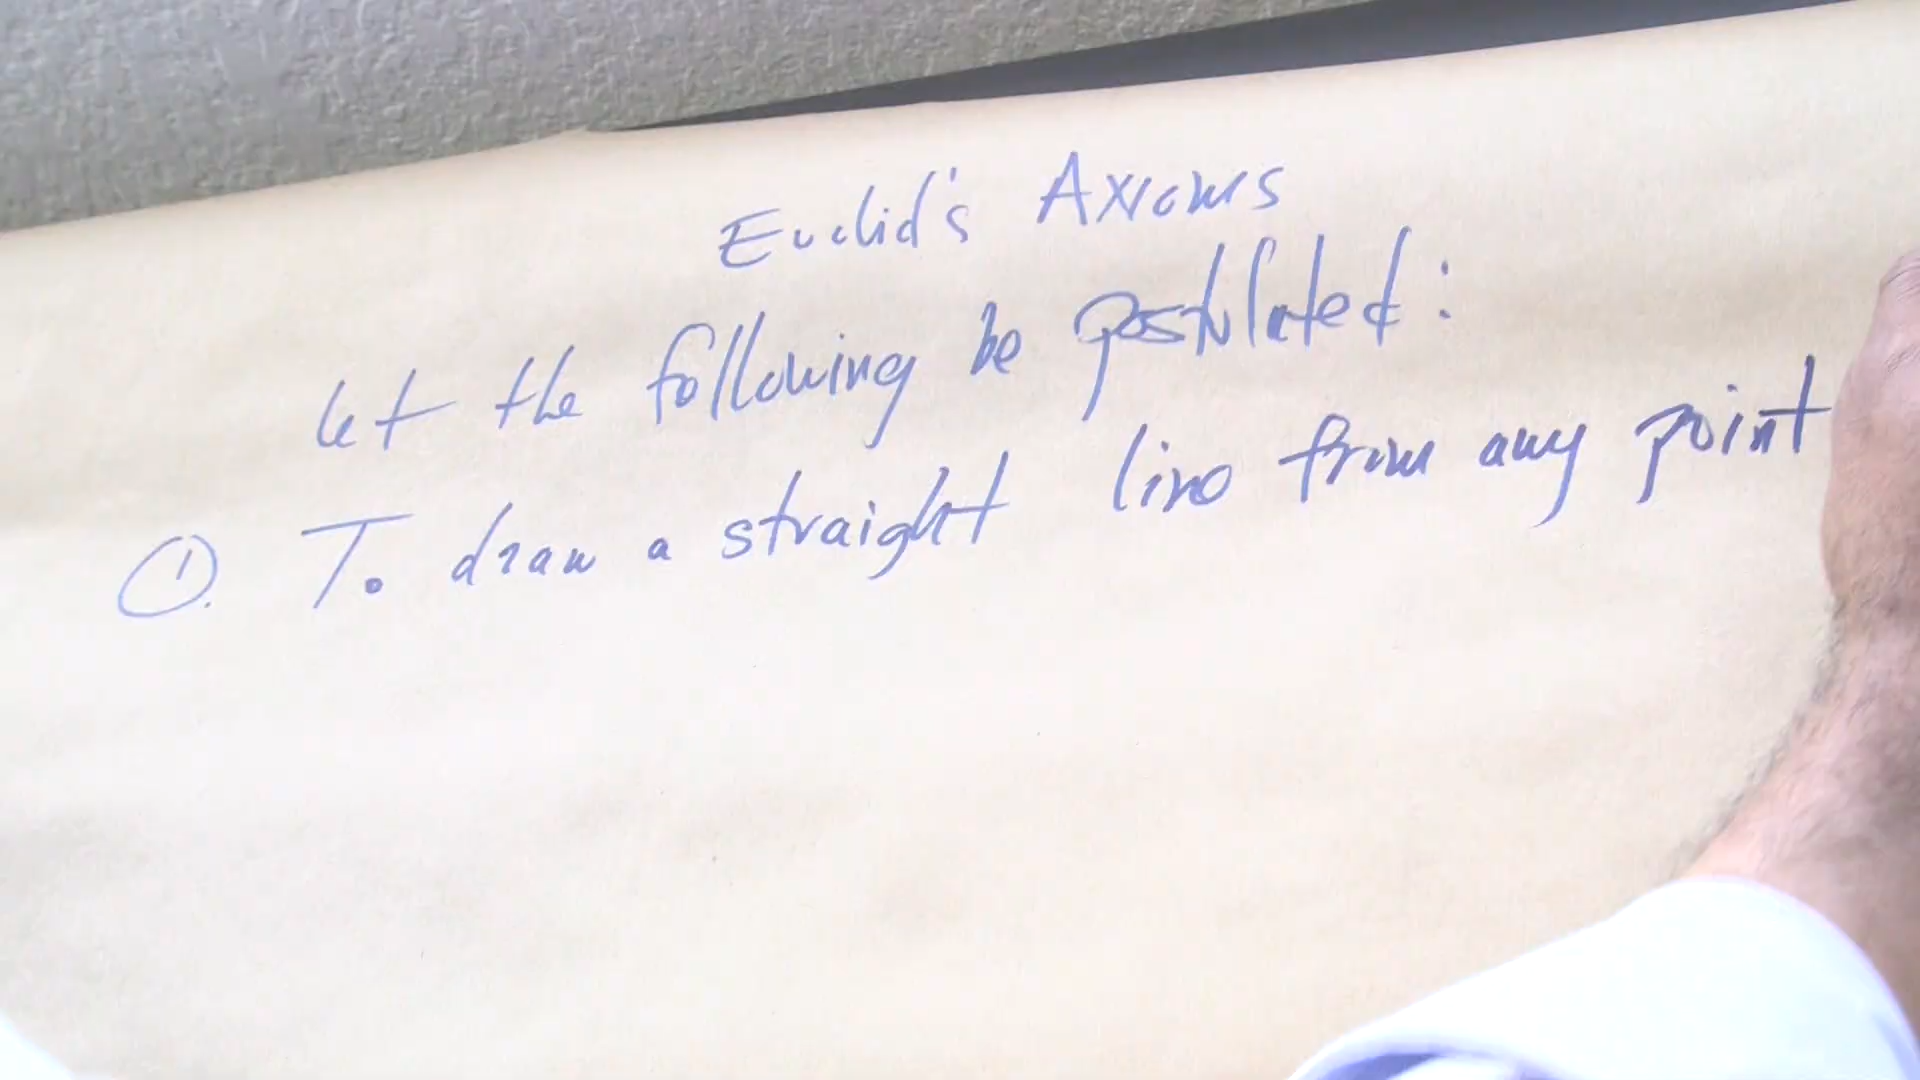 Euclid's Axioms
Let the following be postulated:
①. To draw a straight line from any point